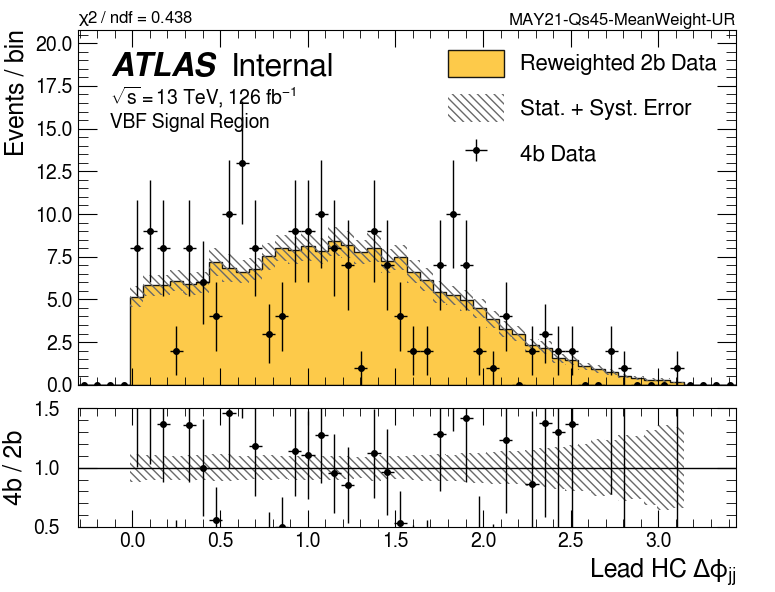 χ2 / ndf = 0.438
MAY21-Qs45-MeanWeight-UR
Events / bin
20.0
17.5
15.0
12.5
10.0
7.5
5.0
2.5
0.0
ATLAS Internal
√s = 13 TeV, 126 fb⁻¹
VBF Signal Region
Reweighted 2b Data
Stat. + Syst. Error
4b Data
4b / 2b
1.5
1.0
0.5
0.0 0.5 1.0 1.5 2.0 2.5 3.0
Lead HC Δϕjj